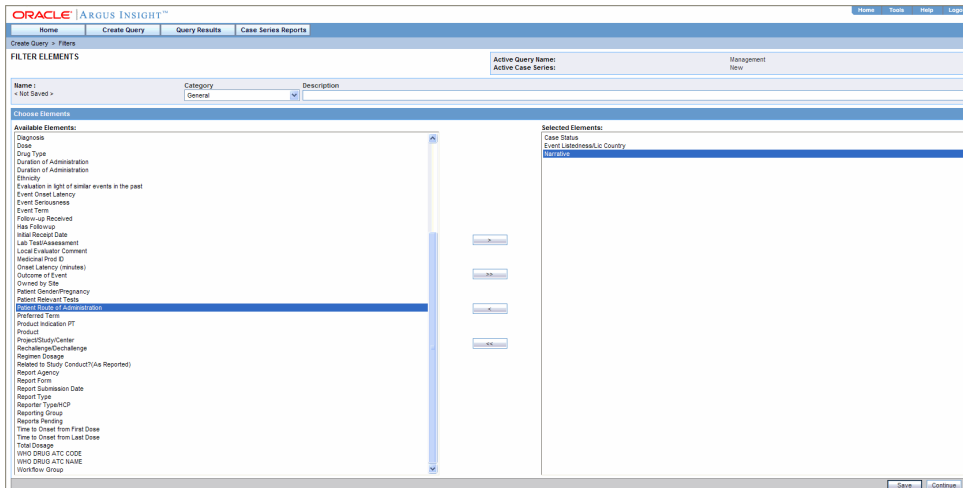 ORACLE® ARGUS INSIGHT™
Home Tools Help Logo
Home Create Query Query Results Case Series Reports
Create Query > Filters
FILTER ELEMENTS
Active Query Name: Management
Active Case Series: New
Name : Category Description
< Not Saved > General
Choose Elements
Available Elements:
Diagnosis
Dose
Drug Type
Duration of Administration
Duration of Administration
Ethnicity
Evaluation in light of similar events in the past
Event Onset Latency
Event Seriousness
Event Term
Follow-up Received
Has Followup
Initial Receipt Date
Lab Test/Assessment
Local Evaluator Comment
Medicinal Prod ID
Onset Latency (minutes)
Outcome of Event
Owned by Site
Patient Gender/Pregnancy
Patient Relevant Tests
Patient Route of Administration
Preferred Term
Product Indication PT
Product
Project/Study/Center
Rechallenge/Dechallenge
Regimen Dosage
Related to Study Conduct?(As Reported)
Report Agency
Report Form
Report Submission Date
Report Type
Reporter Type/HCP
Reporting Group
Reports Pending
Time to Onset from First Dose
Time to Onset from Last Dose
Total Dosage
WHO DRUG ATC CODE
WHO DRUG ATC NAME
Workflow Group
>
>>
<
<<
Selected Elements:
Case Status
Event Listedness/Lic Country
Narrative
Save Continue